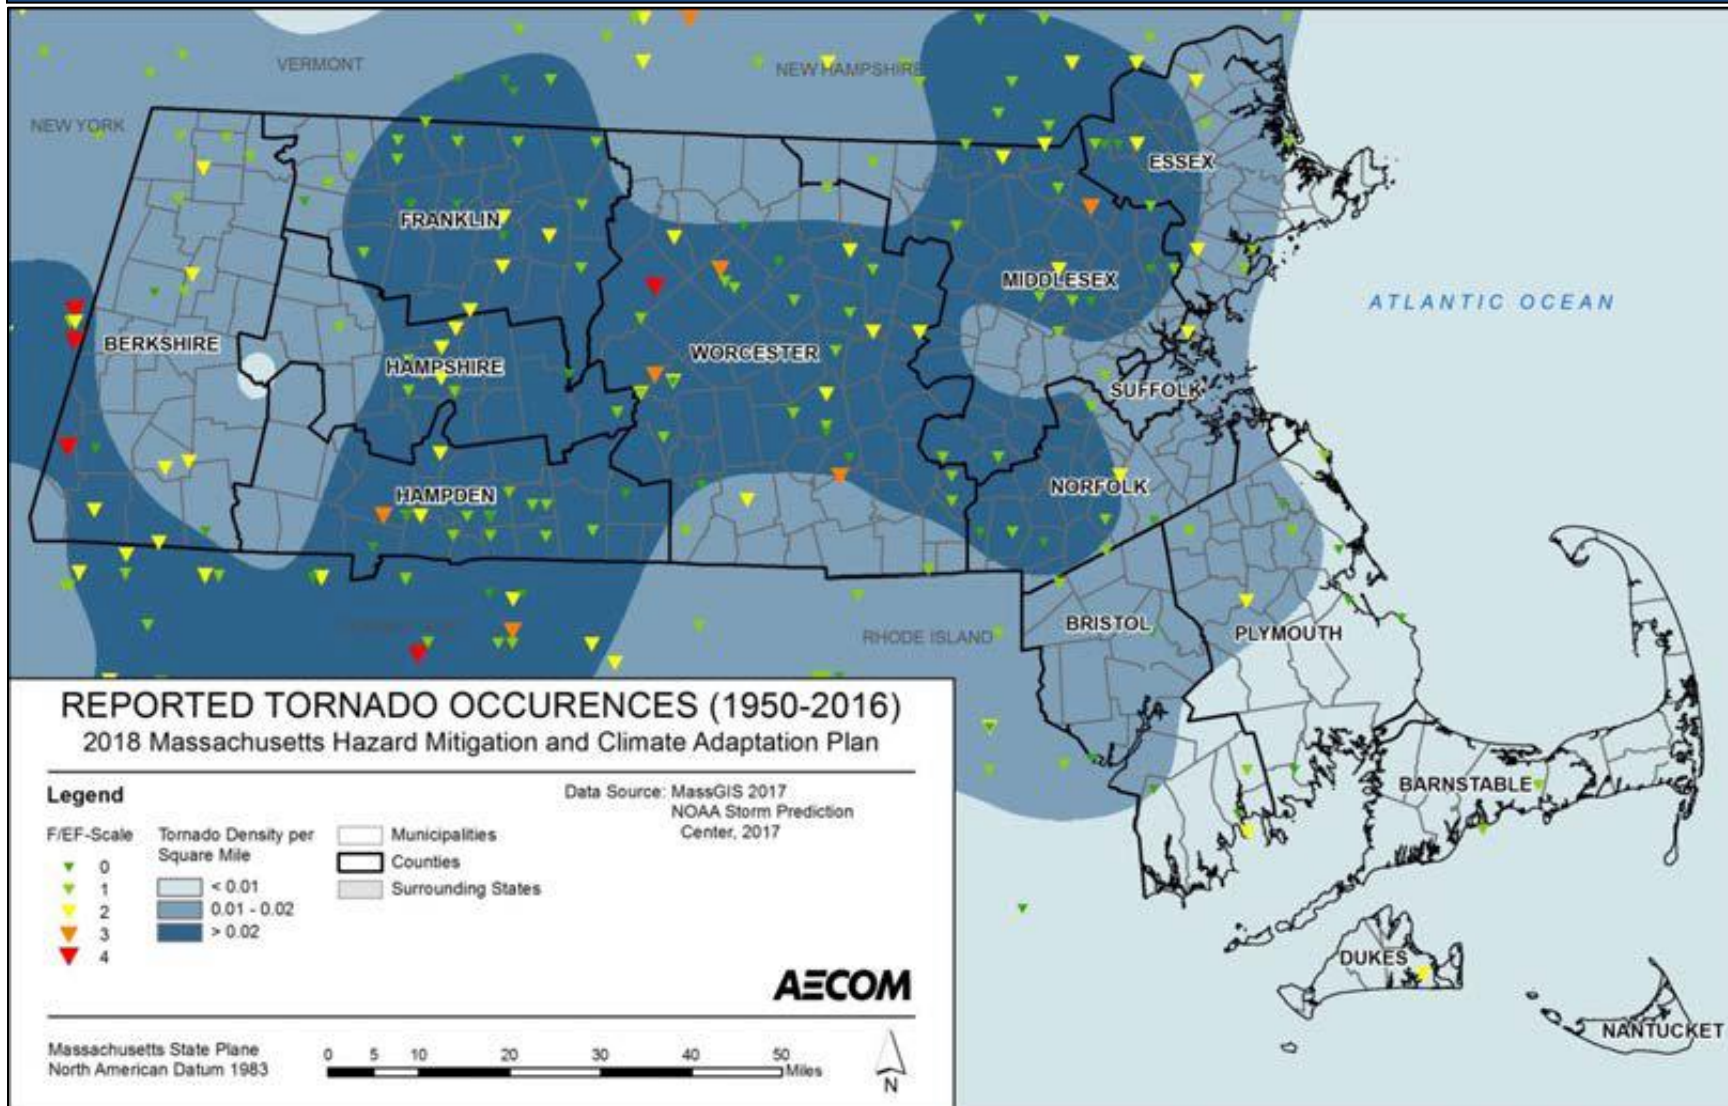 VERMONT
NEW HAMPSHIRE
NEW YORK
ESSEX
FRANKLIN
MIDDLESEX
ATLANTIC OCEAN
BERKSHIRE
HAMPSHIRE
WORCESTER
SUFFOLK
HAMPDEN
NORFOLK
BRISTOL
PLYMOUTH
RHODE ISLAND
BARNSTABLE
DUKES
NANTUCKET
REPORTED TORNADO OCCURENCES (1950-2016)
2018 Massachusetts Hazard Mitigation and Climate Adaptation Plan
Legend
F/EF-Scale
0
1
2
3
4
Tornado Density per
Square Mile
< 0.01
0.01 - 0.02
> 0.02
Municipalities
Counties
Surrounding States
Data Source: MassGIS 2017
NOAA Storm Prediction
Center, 2017
AECOM
Massachusetts State Plane
North American Datum 1983
0 5 10 20 30 40 50
Miles
N